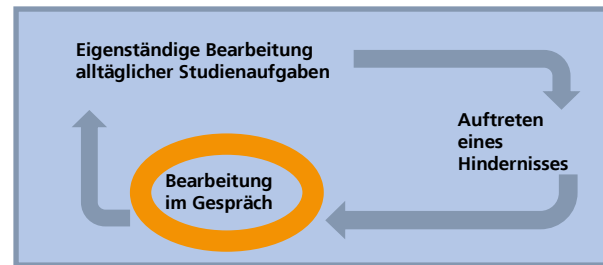 Eigenständige Bearbeitung
alltäglicher Studienaufgaben
Auftreten
eines
Hindernisses
Bearbeitung
im Gespräch